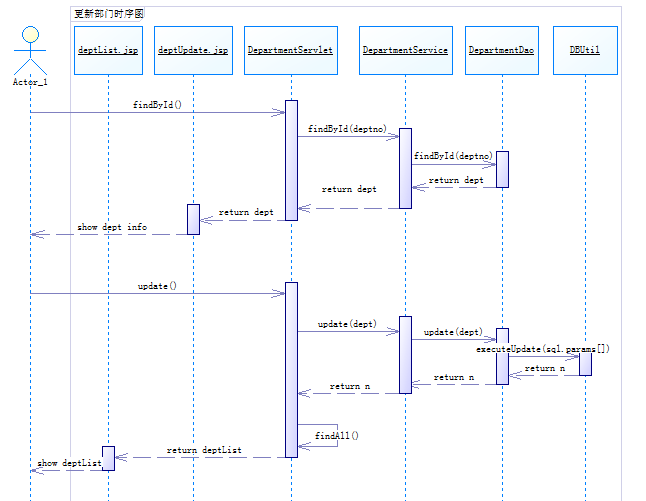 更新部门时序图
deptList.jsp
deptUpdate.jsp
DepartmentServlet
DepartmentService
DepartmentDao
DBUtil
Actor_1
findById()
findById(deptno)
findById(deptno)
return dept
return dept
return dept
show dept info
update()
update(dept)
update(dept)
executeUpdate(sql.params[])
return n
return n
return n
findAll()
return deptList
show deptList